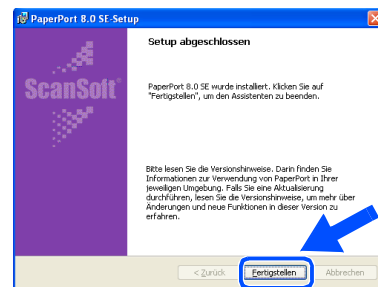 PaperPort 8.0 SE-Setup
Setup abgeschlossen
ScanSoft®
PaperPort 8.0 SE wurde installiert. Klicken Sie auf
"Fertigstellen", um den Assistenten zu beenden.
Bitte lesen Sie die Versionshinweise. Darin finden Sie
Informationen zur Verwendung von PaperPort in Ihrer
jeweiligen Umgebung. Falls Sie eine Aktualisierung
durchführen, lesen Sie die Versionshinweise, um mehr über
Änderungen und neue Funktionen in dieser Version zu
erfahren.
< Zurück
Fertigstellen
Abbrechen